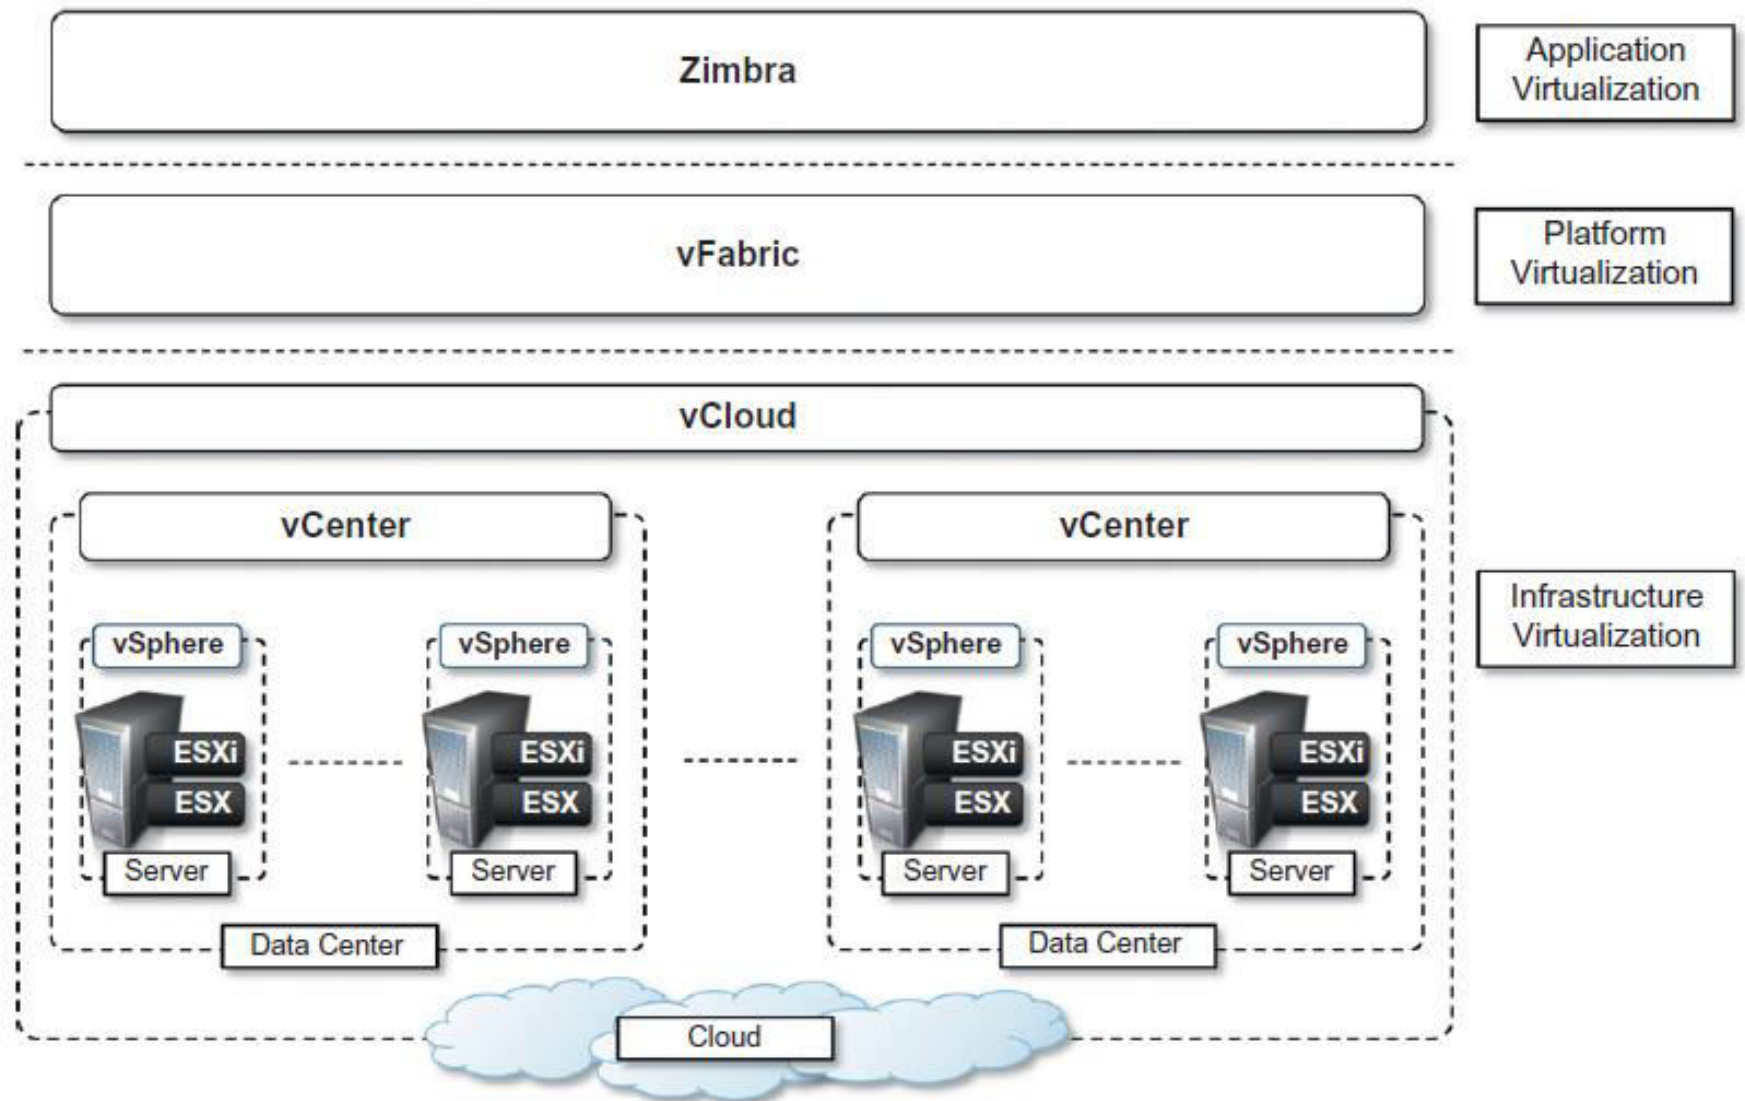 Zimbra
Application
Virtualization
vFabric
Platform
Virtualization
vCloud
vCenter
vCenter
Infrastructure
Virtualization
vSphere
vSphere
vSphere
vSphere
ESXi
ESXi
ESXi
ESXi
ESX
ESX
ESX
ESX
Server
Server
Server
Server
Data Center
Data Center
Cloud